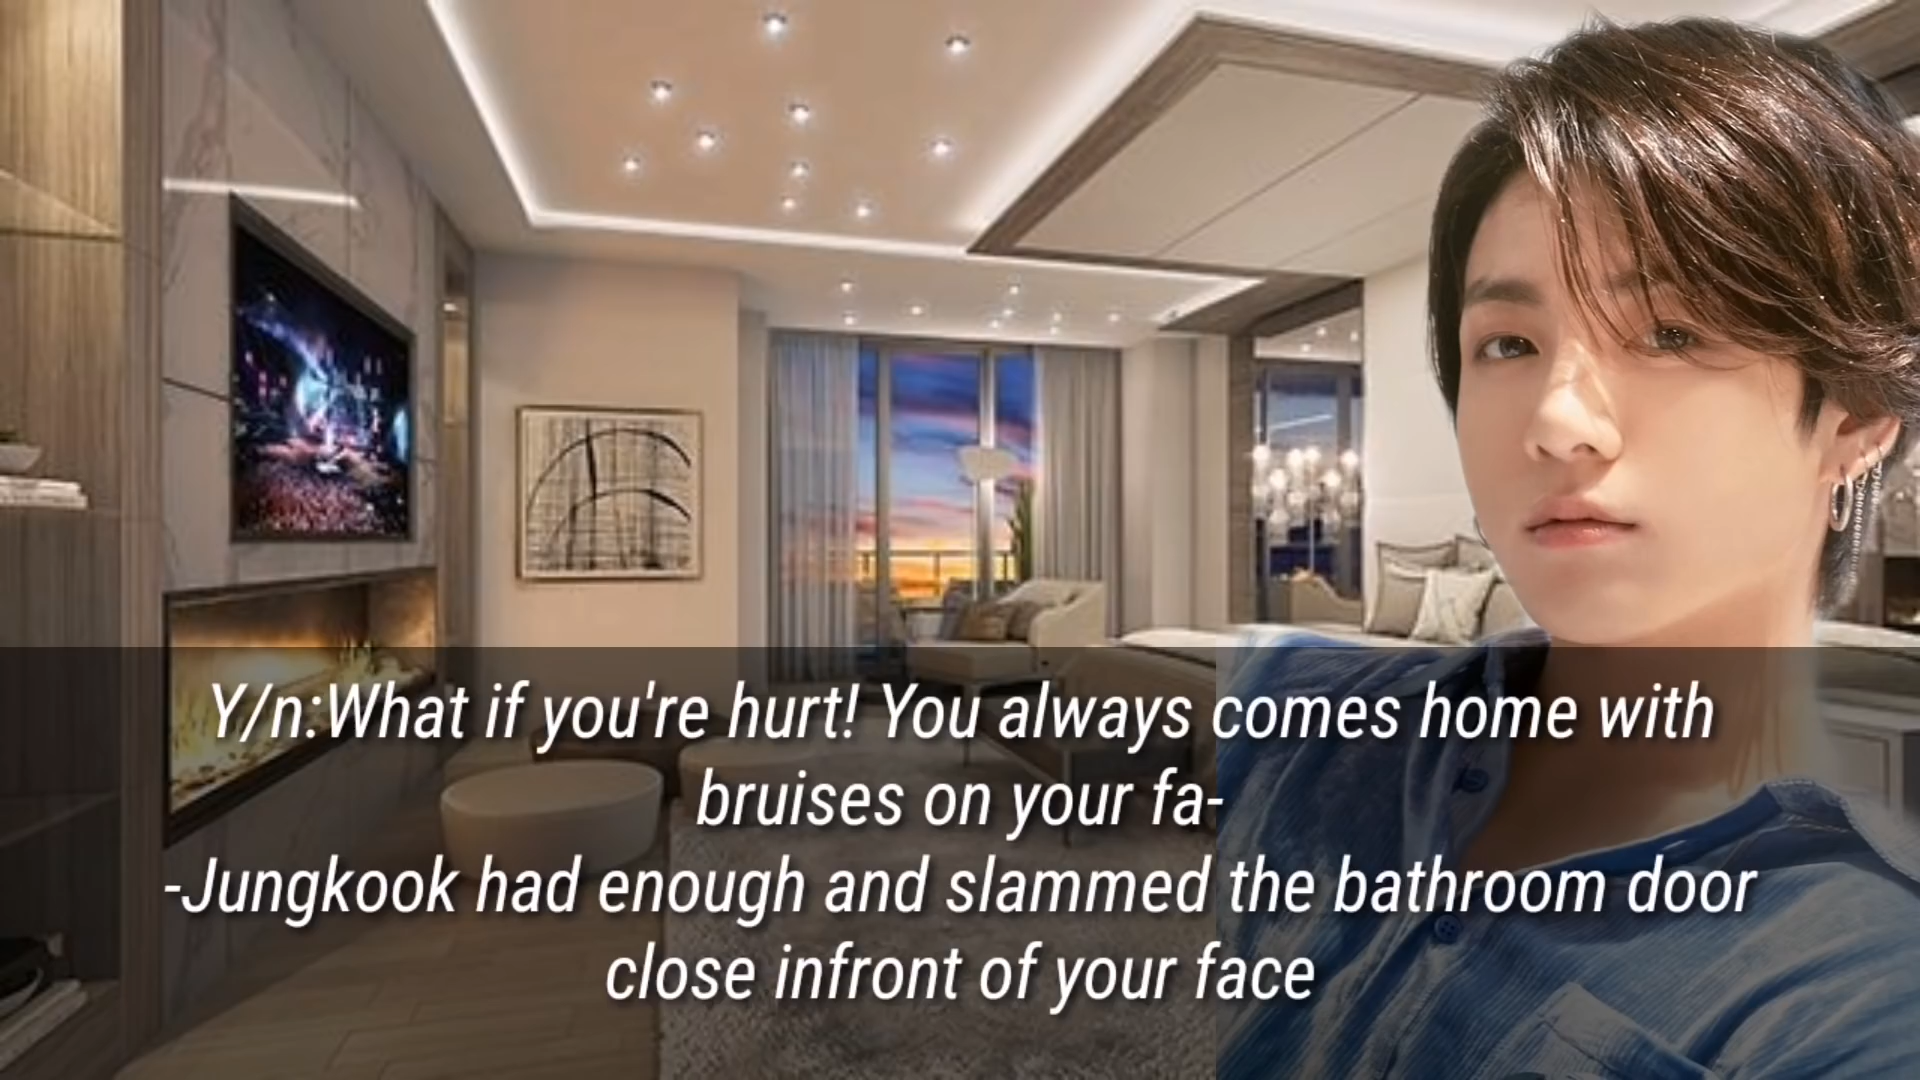 Y/n:What if you're hurt! You always comes home with
bruises on your fa-
-Jungkook had enough and slammed the bathroom door
close infront of your face